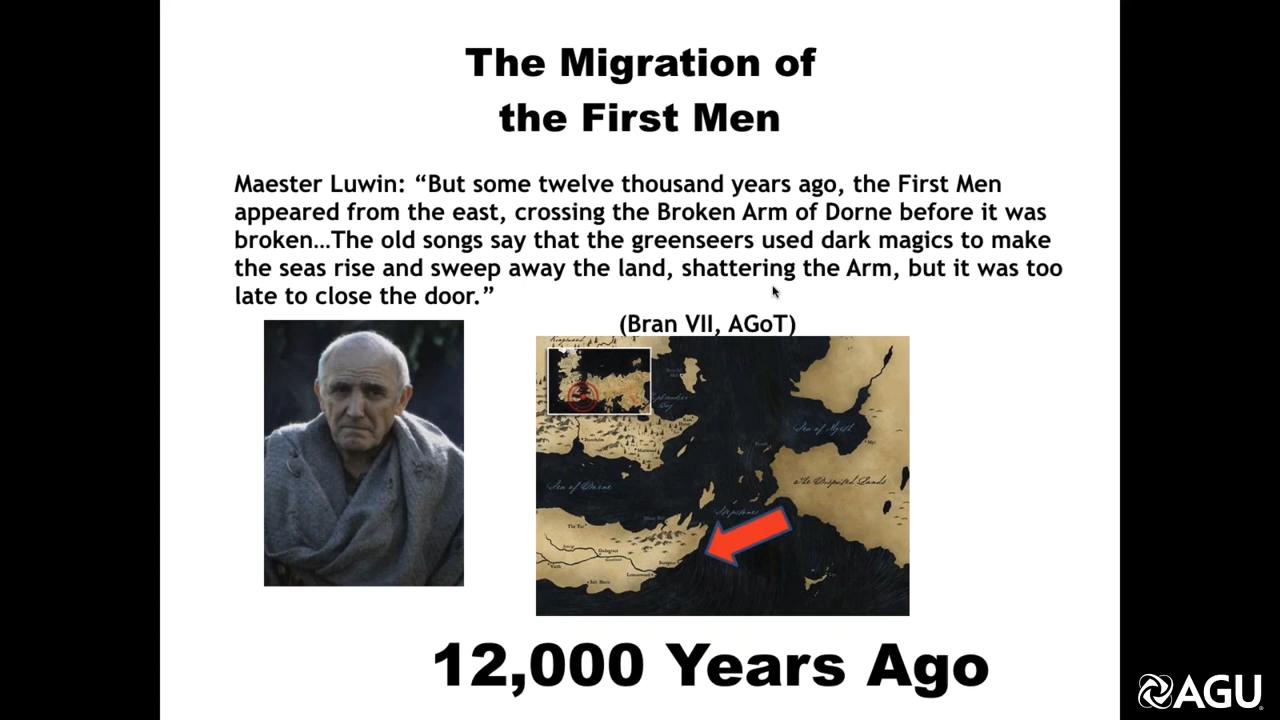 The Migration of
the First Men
Maester Luwin: “But some twelve thousand years ago, the First Men
appeared from the east, crossing the Broken Arm of Dorne before it was
broken…The old songs say that the greenseers used dark magics to make
the seas rise and sweep away the land, shattering the Arm, but it was too
late to close the door.”
(Bran VII, AGoT)
Sea of Myrth
The Disputed Lands
Sea of Dorne
Stepstones
12,000 Years Ago
AGU